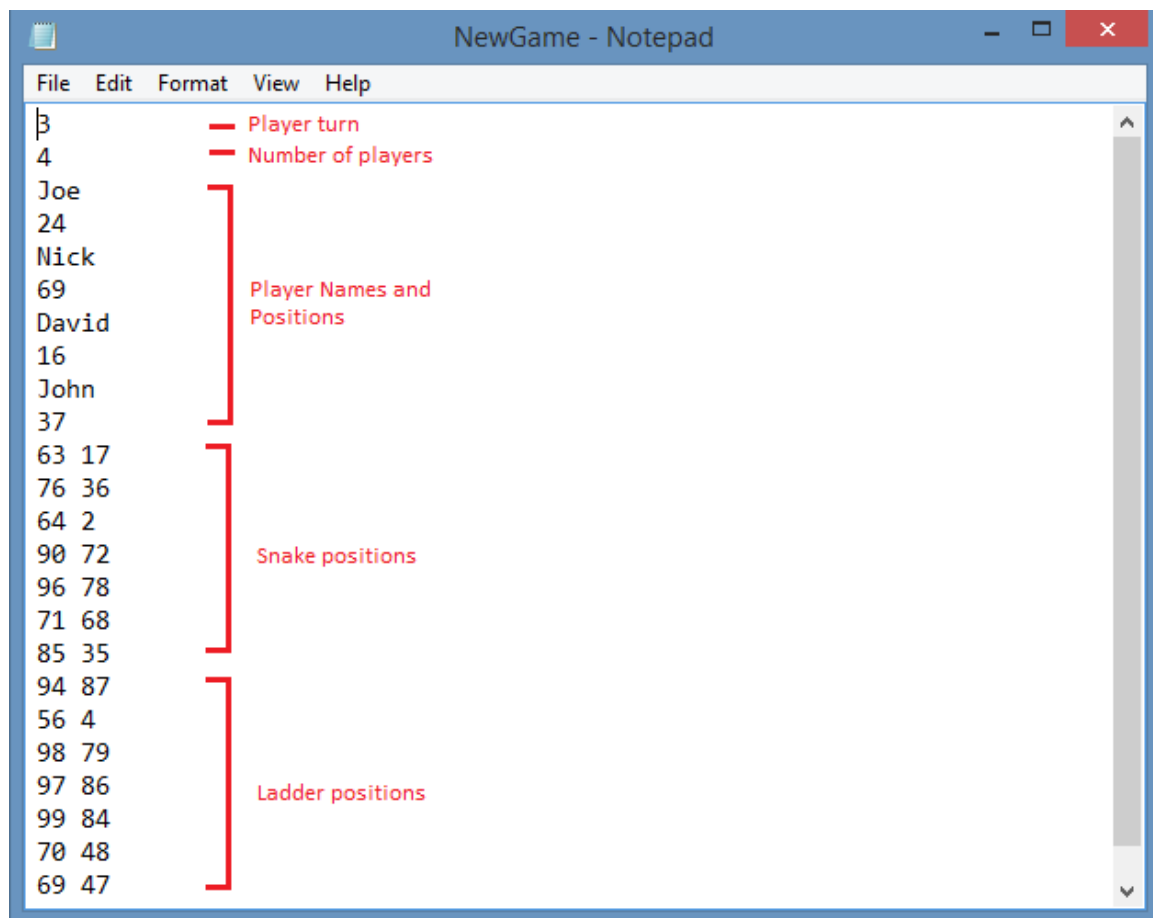 NewGame - Notepad
File Edit Format View Help
3 Player turn
4 Number of players
Joe
24
Nick
69 Player Names and
David Positions
16
John
37
63 17
76 36
64 2
90 72 Snake positions
96 78
71 68
85 35
94 87
56 4
98 79
97 86 Ladder positions
99 84
70 48
69 47